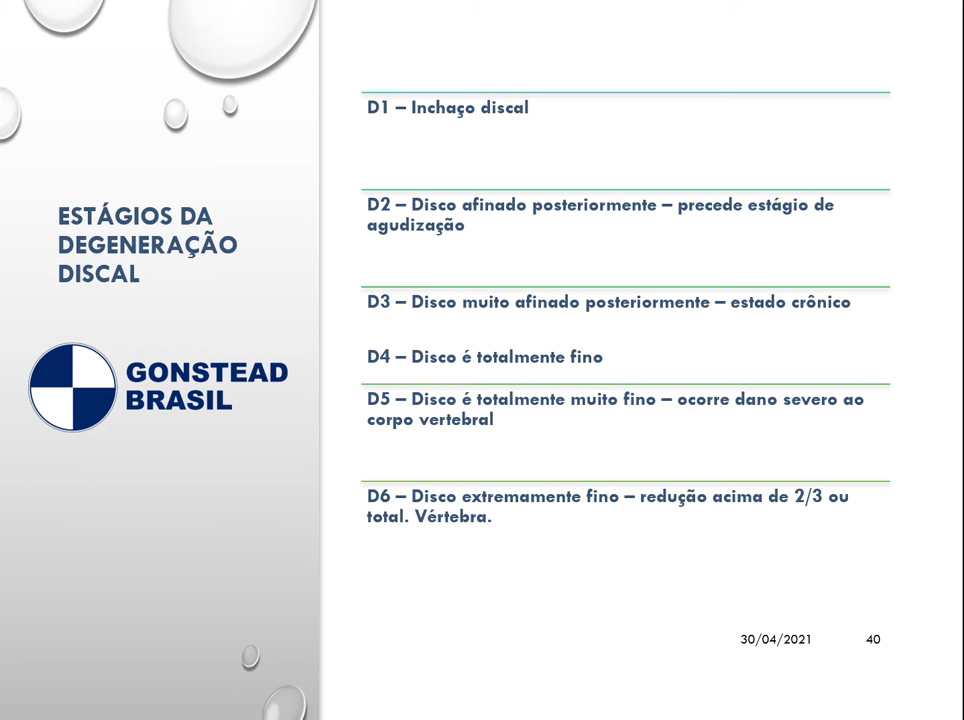 ESTÁGIOS DA
DEGENERAÇÃO
DISCAL
GONSTEAD
BRASIL
D1 – Inchaço discal
D2 – Disco afinado posteriormente – precede estágio de
agudização
D3 – Disco muito afinado posteriormente – estado crônico
D4 – Disco é totalmente fino
D5 – Disco é totalmente muito fino – ocorre dano severo ao
corpo vertebral
D6 – Disco extremamente fino – redução acima de 2/3 ou
total. Vértebra.
30/04/2021
40